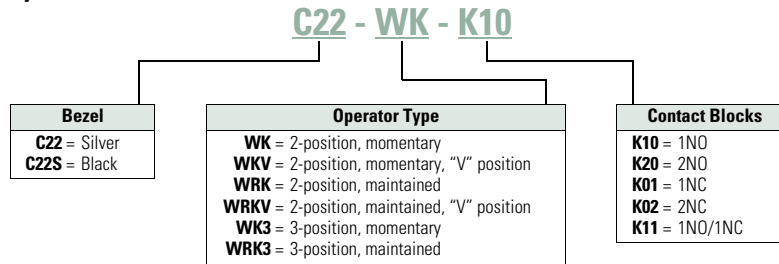 C22 - WK - K10
Bezel
C22 = Silver
C22S = Black
Operator Type
WK = 2-position, momentary
WKV = 2-position, momentary, “V” position
WRK = 2-position, maintained
WRKV = 2-position, maintained, “V” position
WK3 = 3-position, momentary
WRK3 = 3-position, maintained
Contact Blocks
K10 = 1NO
K20 = 2NO
K01 = 1NC
K02 = 2NC
K11 = 1NO/1NC